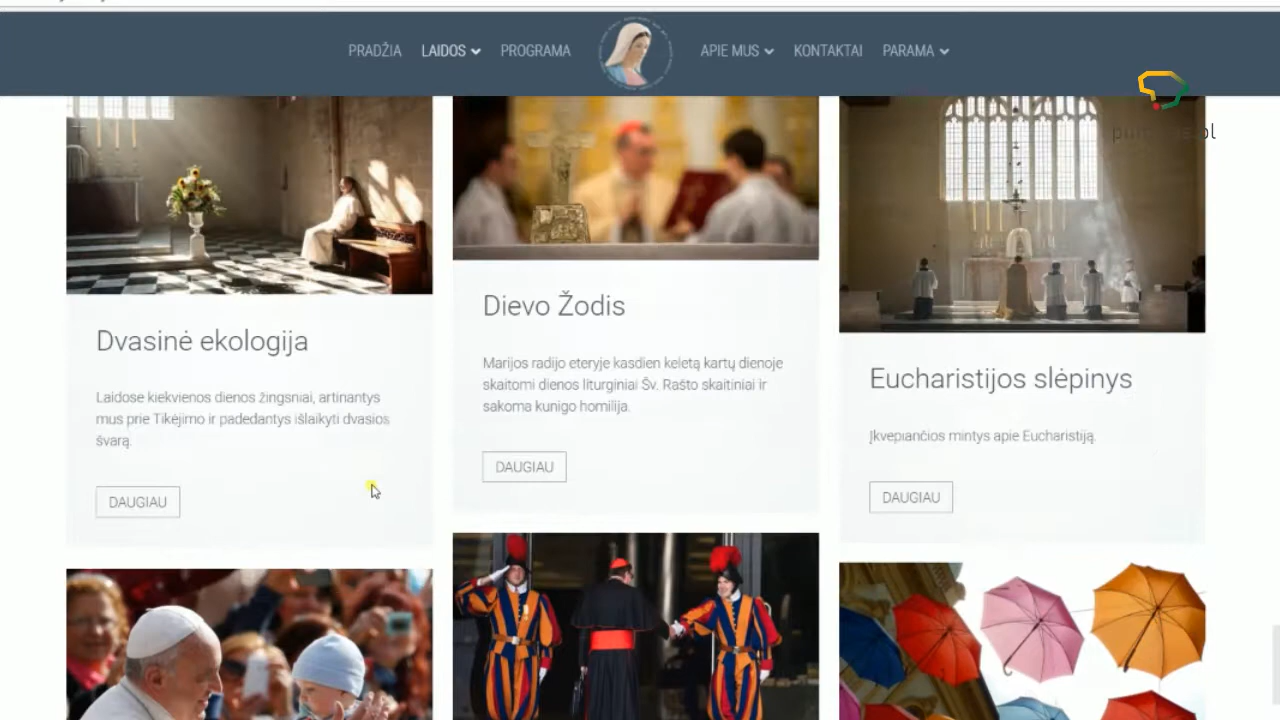 PRADŽIA LAIDOS PROGRAMA APIE MUS KONTAKTAI PARAMA
Dvasinė ekologija
Laidose kiekvienos dienos žingsniai, artinantys
mus prie Tikėjimo ir padedantys išlaikyti dvasios
švarą.
DAUGIAU
Dievo Žodis
Marijos radijo eteryje kasdien keletą kartų dienoje
skaitomi dienos liturginiai Šv. Rašto skaitiniai ir
sakoma kunigo homilija.
DAUGIAU
Eucharistijos slėpinys
Įkvepiančios mintys apie Eucharistiją.
DAUGIAU